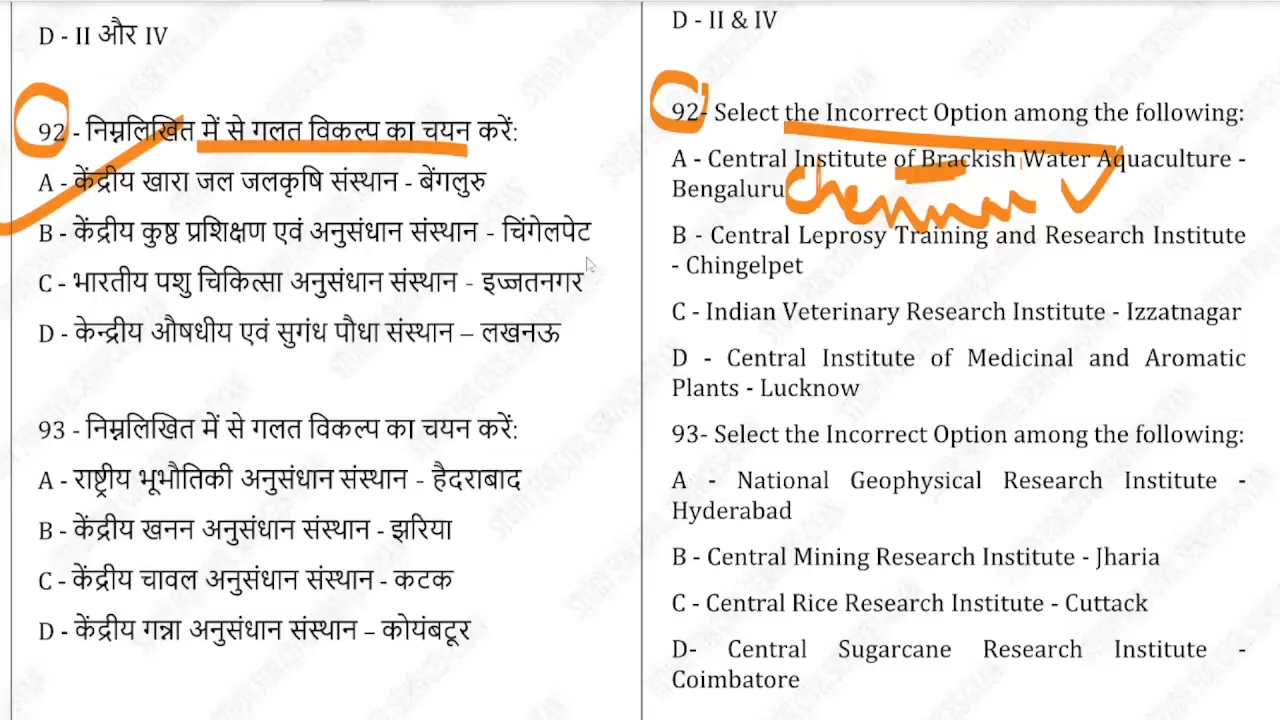 D - II और IV
92 - निम्नलिखित में से गलत विकल्प का चयन करें:
A - केंद्रीय खारा जल जलकृषि संस्थान - बेंगलुरु
B - केंद्रीय कुष्ठ प्रशिक्षण एवं अनुसंधान संस्थान - चिंगेलपेट
C - भारतीय पशु चिकित्सा अनुसंधान संस्थान - इज्जतनगर
D - केन्द्रीय औषधीय एवं सुगंध पौधा संस्थान – लखनऊ
93 - निम्नलिखित में से गलत विकल्प का चयन करें:
A - राष्ट्रीय भूभौतिकी अनुसंधान संस्थान - हैदराबाद
B - केंद्रीय खनन अनुसंधान संस्थान - झरिया
C - केंद्रीय चावल अनुसंधान संस्थान - कटक
D - केंद्रीय गन्ना अनुसंधान संस्थान – कोयंबटूर
D - II & IV
92- Select the Incorrect Option among the following:
A - Central Institute of Brackish Water Aquaculture -
Bengaluru chennai
B - Central Leprosy Training and Research Institute
- Chingelpet
C - Indian Veterinary Research Institute - Izzatnagar
D - Central Institute of Medicinal and Aromatic
Plants - Lucknow
93- Select the Incorrect Option among the following:
A - National Geophysical Research Institute -
Hyderabad
B - Central Mining Research Institute - Jharia
C - Central Rice Research Institute - Cuttack
D- Central Sugarcane Research Institute -
Coimbatore